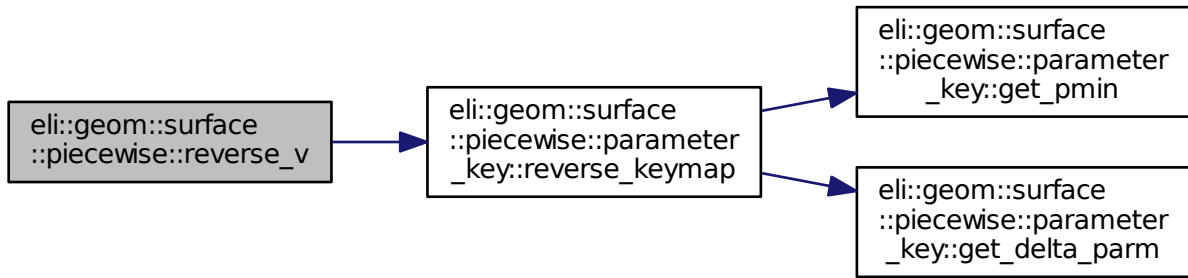 eli::geom::surface
::piecewise::reverse_v
eli::geom::surface
::piecewise::parameter
_key::reverse_keymap
eli::geom::surface
::piecewise::parameter
_key::get_pmin
eli::geom::surface
::piecewise::parameter
_key::get_delta_parm